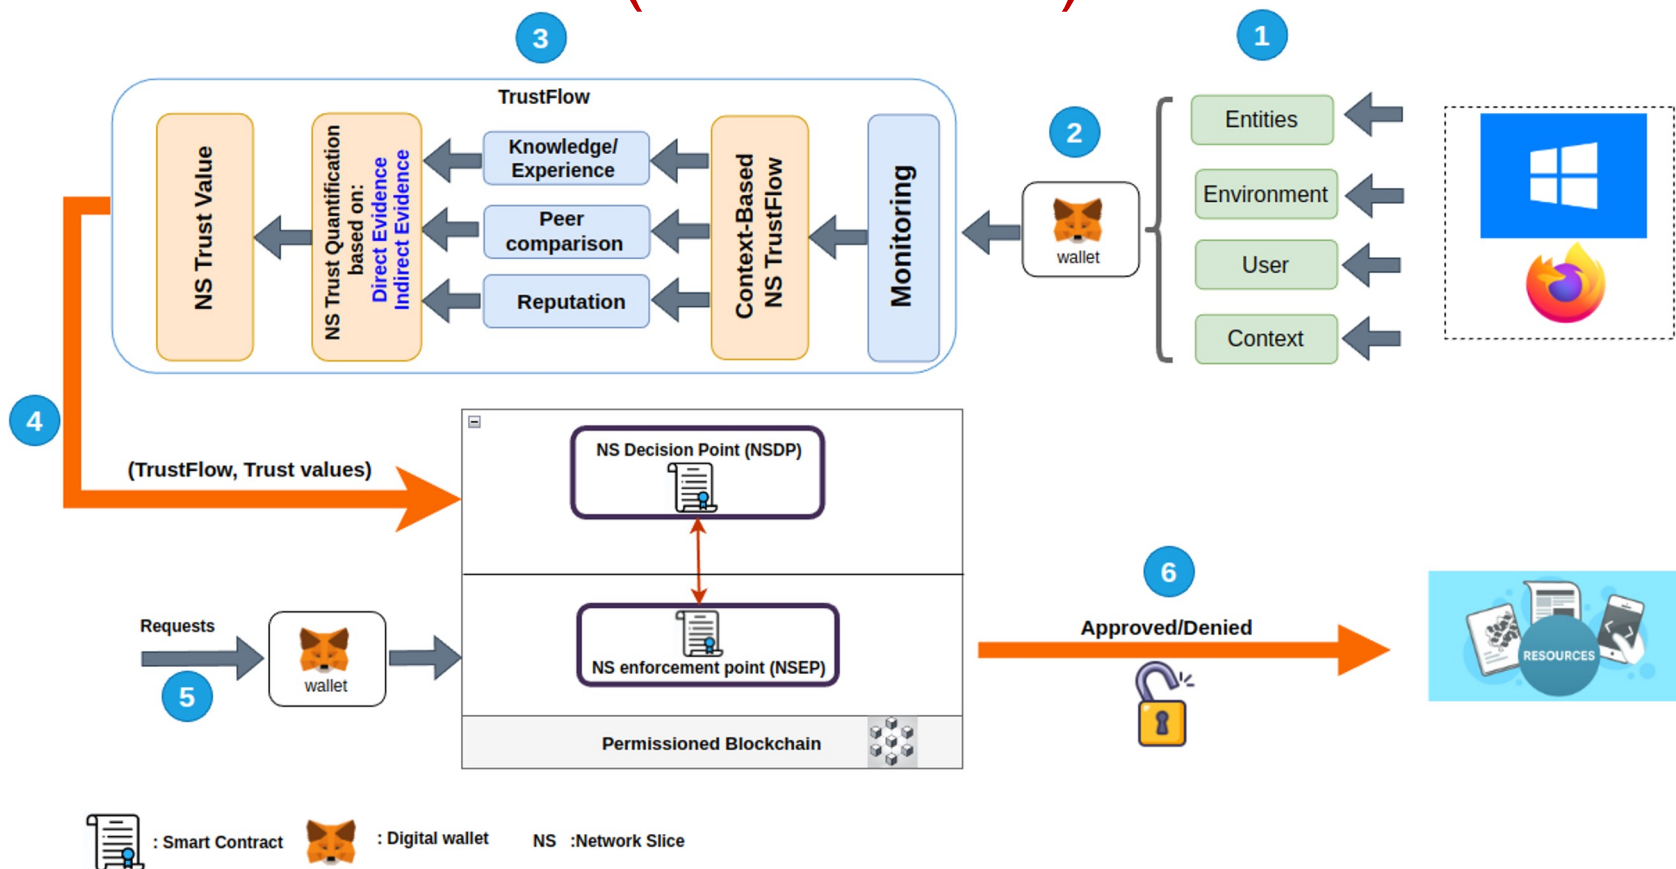 3
1
TrustFlow
2
NS Trust Value
NS Trust Quantification
based on:
Direct Evidence
Indirect Evidence
Knowledge/
Experience
Peer
comparison
Reputation
Context-Based
NS TrustFlow
Monitoring
wallet
Entities
Environment
User
Context
4
(TrustFlow, Trust values)
NS Decision Point (NSDP)
NS enforcement point (NSEP)
Permissioned Blockchain
Requests
5
wallet
6
Approved/Denied
RESOURCES
: Smart Contract
: Digital wallet
NS :Network Slice